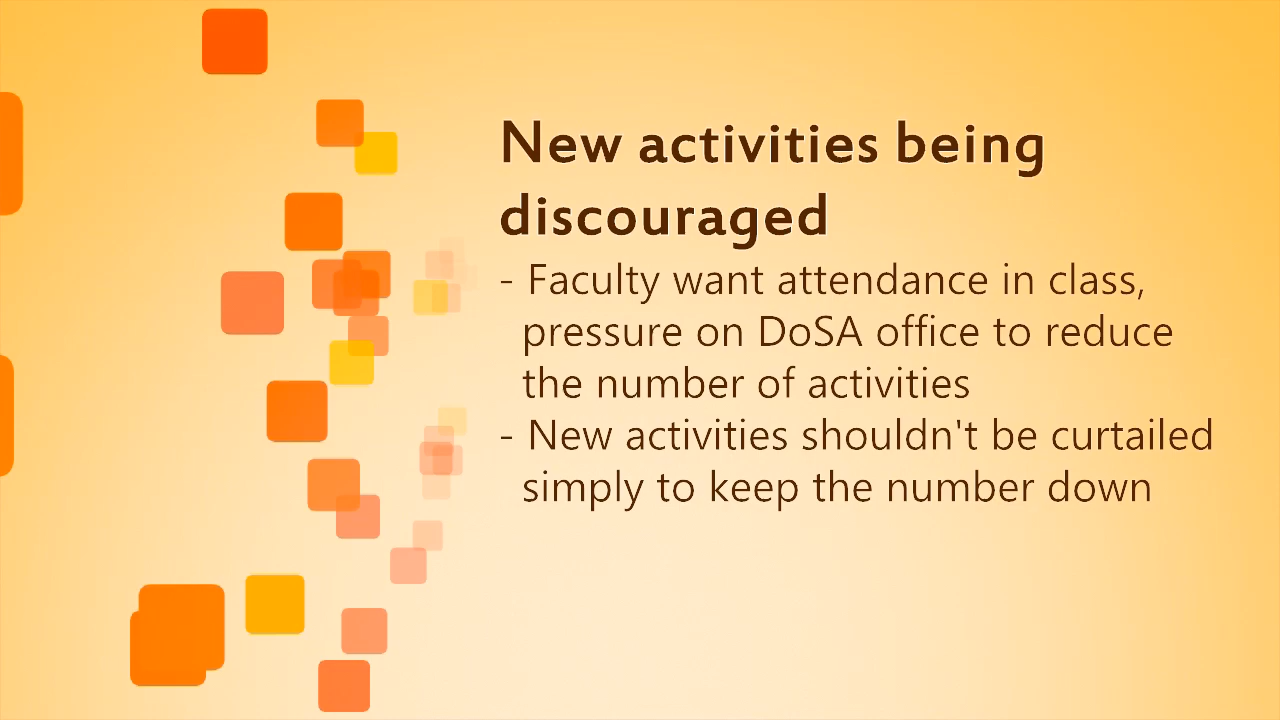 New activities being
discouraged
- Faculty want attendance in class,
pressure on DoSA office to reduce
the number of activities
- New activities shouldn't be curtailed
simply to keep the number down